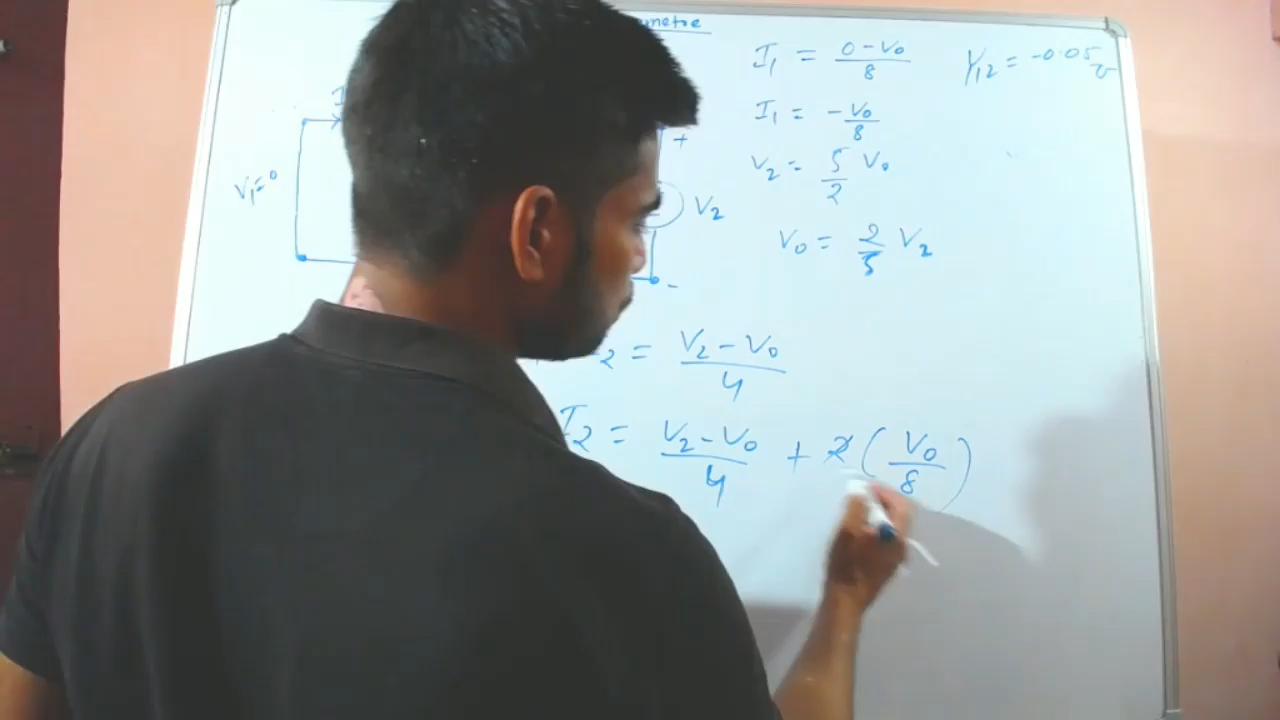 I₁ = (0 - V₀)/8
Y₁₂ = -0.05 ℧
I₁ = -V₀/8
V₂ = 5/2 V₀
V₁=0
+
V₂
V₀ = 2/5 V₂
-
₂ = (V₂ - V₀)/4
I₂ = (V₂ - V₀)/4 + 2(V₀/8)